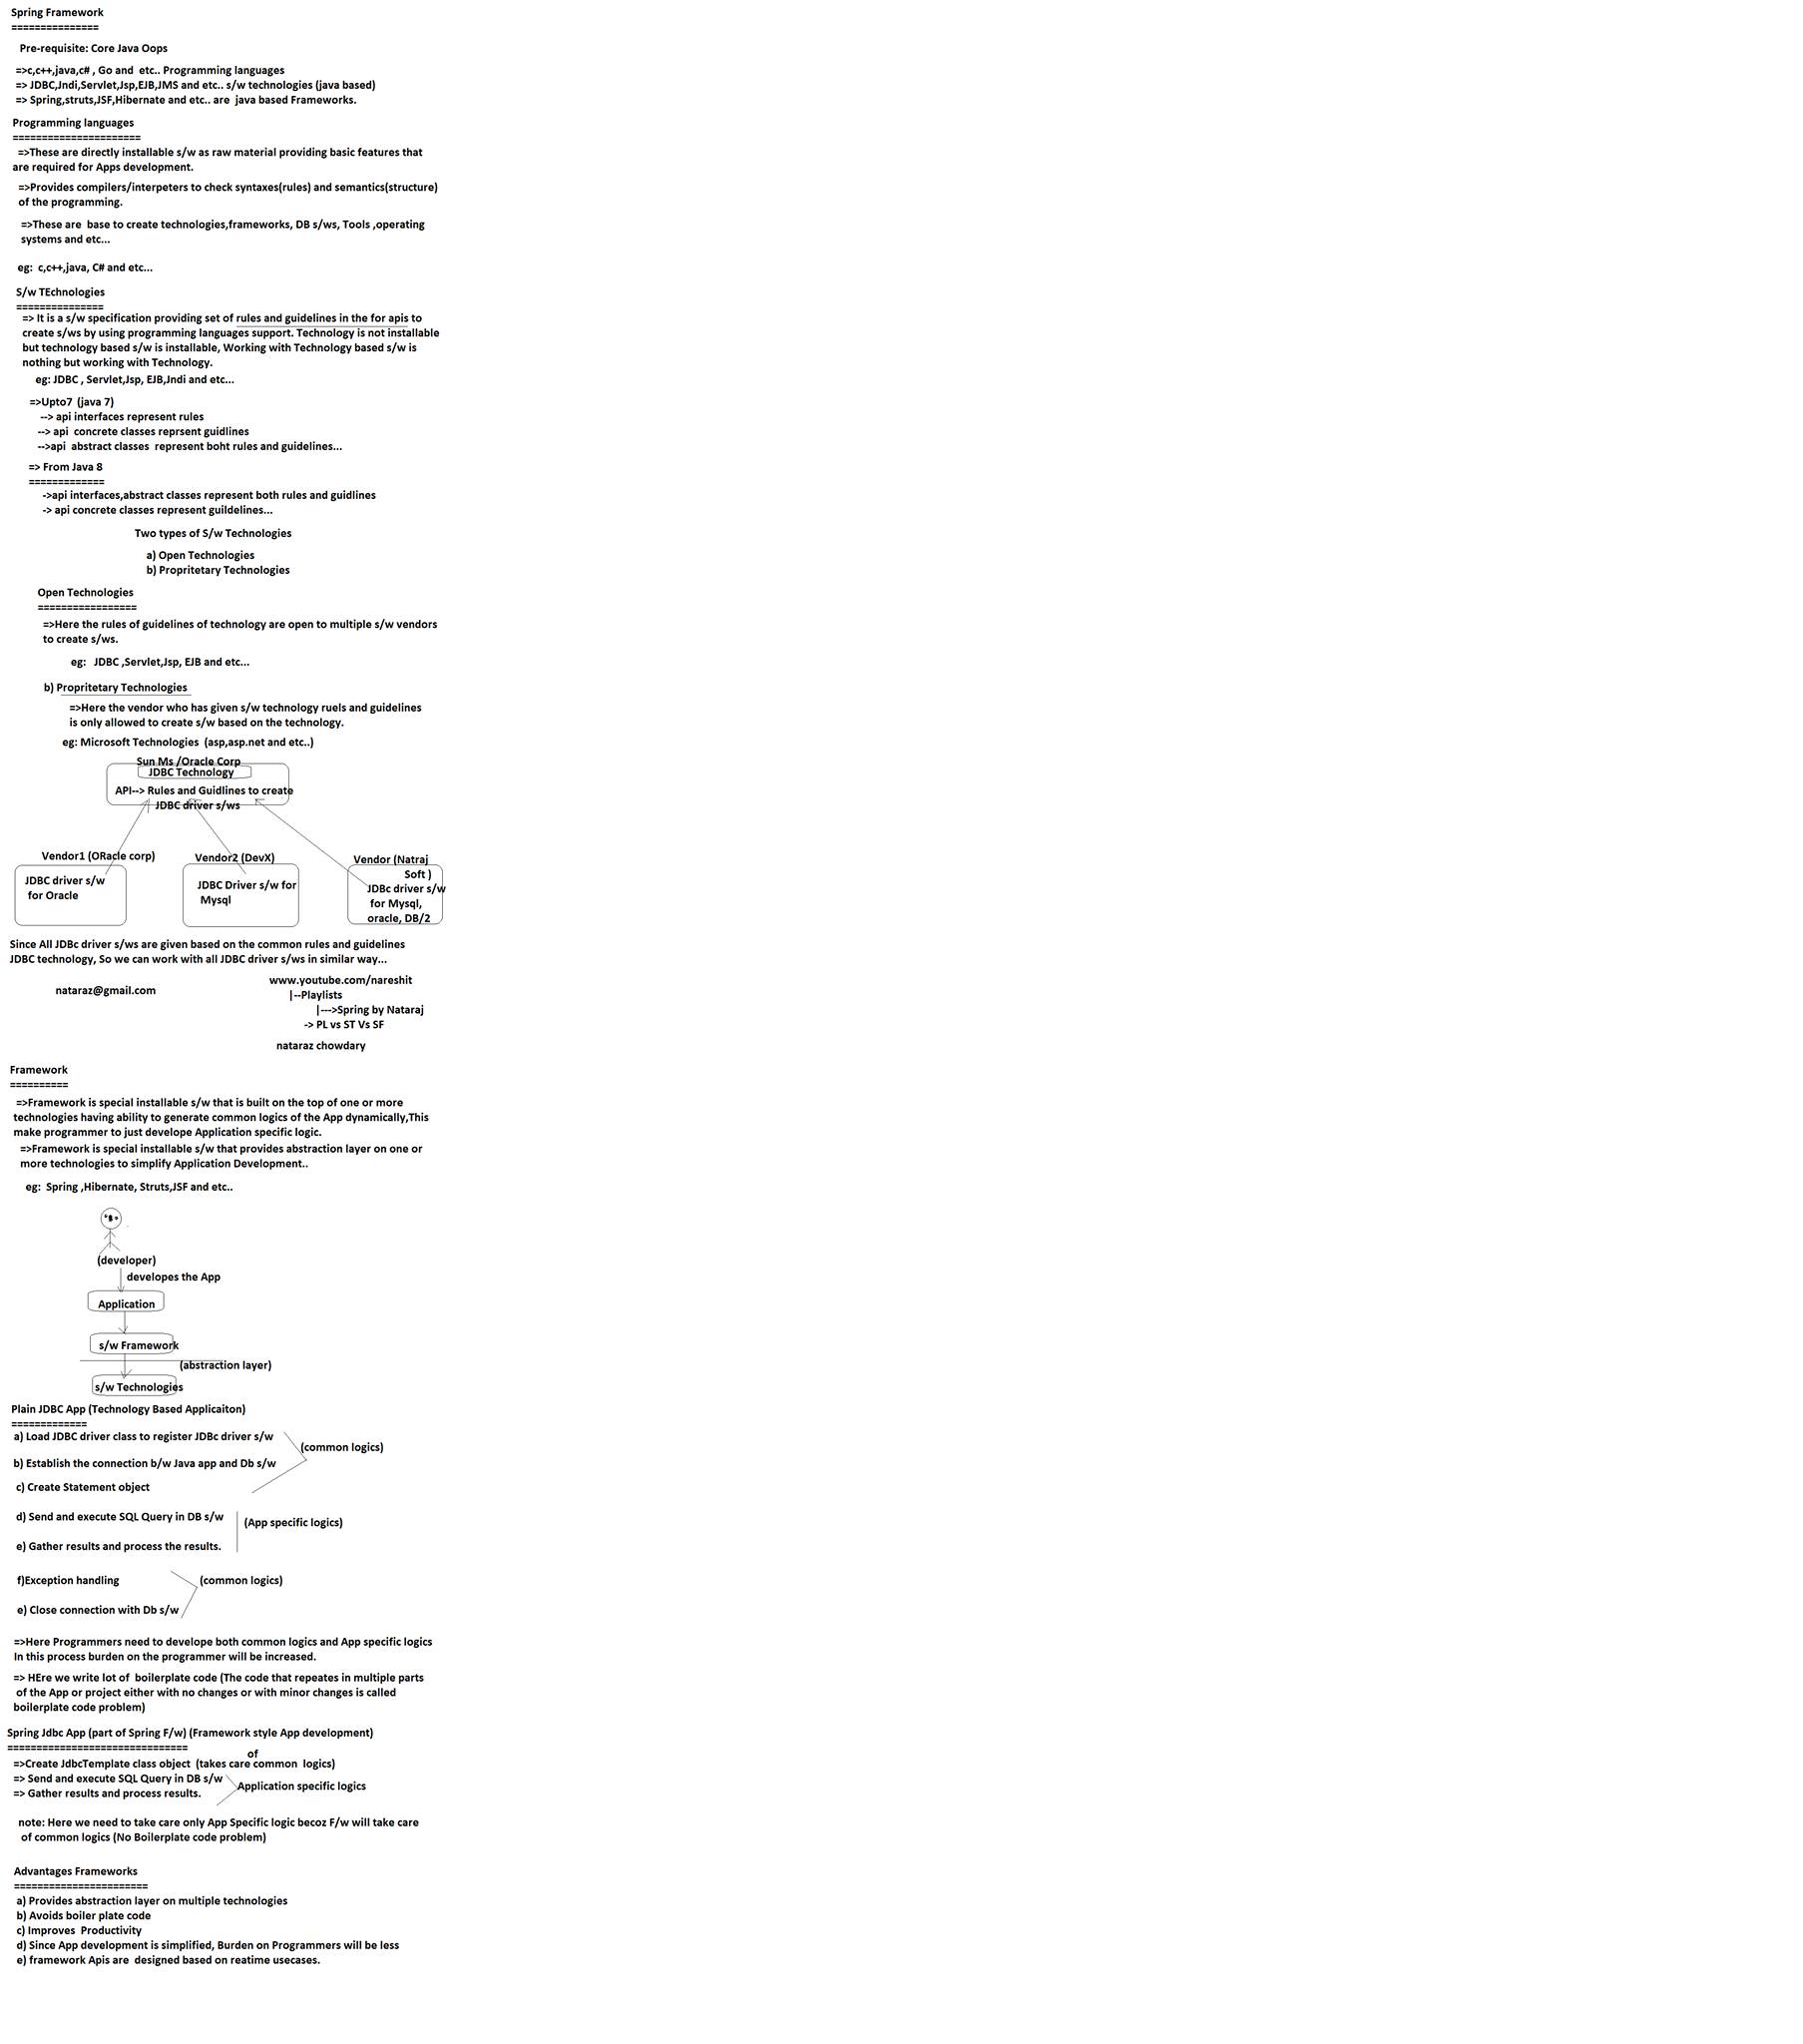 Spring Framework
===============
Pre-requisite: Core Java Oops
=>c,c++,java,c# , Go and  etc.. Programming languages
=> JDBC,Jndi,Servlet,Jsp,EJB,JMS and etc.. s/w technologies (java based)
=> Spring,struts,JSF,Hibernate and etc.. are  java based Frameworks.
Programming languages
======================
=>These are directly installable s/w as raw material providing basic features that
are required for Apps development.
=>Provides compilers/interpeters to check syntaxes(rules) and semantics(structure)
of the programming.
=>These are  base to create technologies,frameworks, DB s/ws, Tools ,operating
systems and etc...
eg:  c,c++,java, C# and etc...
S/w TEchnologies
===============
=> It is a s/w specification providing set of rules and guidelines in the for apis to
create s/ws by using programming languages support. Technology is not installable
but technology based s/w is installable, Working with Technology based s/w is
nothing but working with Technology.
eg: JDBC , Servlet,Jsp, EJB,Jndi and etc...
=>Upto7  (java 7)
--> api interfaces represent rules
--> api  concrete classes reprsent guidlines
-->api  abstract classes  represent boht rules and guidelines...
=> From Java 8
=============
->api interfaces,abstract classes represent both rules and guidlines
-> api concrete classes represent guildelines...
Two types of S/w Technologies
a) Open Technologies
b) Propritetary Technologies
Open Technologies
=================
=>Here the rules of guidelines of technology are open to multiple s/w vendors
to create s/ws.
eg:   JDBC ,Servlet,Jsp, EJB and etc...
b) Propritetary Technologies
=>Here the vendor who has given s/w technology ruels and guidelines
is only allowed to create s/w based on the technology.
eg: Microsoft Technologies  (asp,asp.net and etc..)
Sun Ms /Oracle Corp
JDBC Technology
API--> Rules and Guidlines to create
JDBC driver s/ws
Vendor1 (ORacle corp)
JDBC driver s/w
for Oracle
Vendor2 (DevX)
JDBC Driver s/w for
Mysql
Vendor (Natraj
Soft )
JDBc driver s/w
for Mysql,
oracle, DB/2
Since All JDBc driver s/ws are given based on the common rules and guidelines
JDBC technology, So we can work with all JDBC driver s/ws in similar way...
nataraz@gmail.com
www.youtube.com/nareshit
|--Playlists
|--->Spring by Nataraj
-> PL vs ST Vs SF
nataraz chowdary
Framework
==========
=>Framework is special installable s/w that is built on the top of one or more
technologies having ability to generate common logics of the App dynamically,This
make programmer to just develope Application specific logic.
=>Framework is special installable s/w that provides abstraction layer on one or
more technologies to simplify Application Development..
eg:  Spring ,Hibernate, Struts,JSF and etc..
(developer)
developes the App
Application
s/w Framework
(abstraction layer)
s/w Technologies
Plain JDBC App (Technology Based Applicaiton)
=============
a) Load JDBC driver class to register JDBc driver s/w
(common logics)
b) Establish the connection b/w Java app and Db s/w
c) Create Statement object
d) Send and execute SQL Query in DB s/w
(App specific logics)
e) Gather results and process the results.
f)Exception handling
(common logics)
e) Close connection with Db s/w
=>Here Programmers need to develope both common logics and App specific logics
In this process burden on the programmer will be increased.
=> HEre we write lot of  boilerplate code (The code that repeates in multiple parts
of the App or project either with no changes or with minor changes is called
boilerplate code problem)
Spring Jdbc App (part of Spring F/w) (Framework style App development)
===============================
of
=>Create JdbcTemplate class object  (takes care common  logics)
=> Send and execute SQL Query in DB s/w
Application specific logics
=> Gather results and process results.
note: Here we need to take care only App Specific logic becoz F/w will take care
of common logics (No Boilerplate code problem)
Advantages Frameworks
=======================
a) Provides abstraction layer on multiple technologies
b) Avoids boiler plate code
c) Improves  Productivity
d) Since App development is simplified, Burden on Programmers will be less
e) framework Apis are  designed based on reatime usecases.